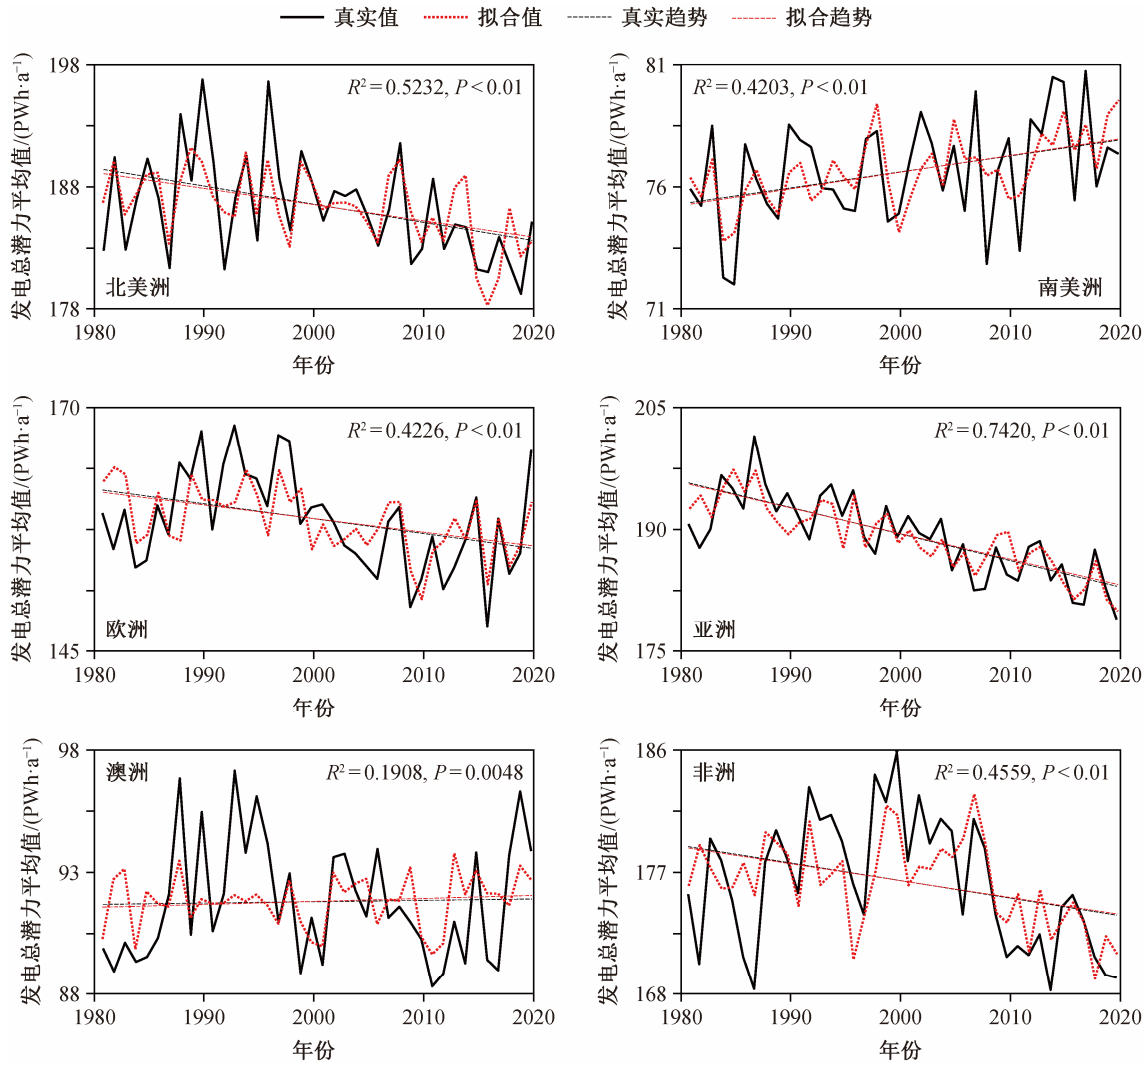 真实值 拟合值 真实趋势 拟合趋势
发电总潜力平均值/(PWh·a⁻¹)
198
188
178
R²=0.5232, P<0.01
北美洲
1980 1990 2000 2010 2020
年份
发电总潜力平均值/(PWh·a⁻¹)
81
76
71
R²=0.4203, P<0.01
南美洲
1980 1990 2000 2010 2020
年份
发电总潜力平均值/(PWh·a⁻¹)
170
145
R²=0.4226, P<0.01
欧洲
1980 1990 2000 2010 2020
年份
发电总潜力平均值/(PWh·a⁻¹)
205
190
175
R²=0.7420, P<0.01
亚洲
1980 1990 2000 2010 2020
年份
发电总潜力平均值/(PWh·a⁻¹)
98
93
88
澳洲
R²=0.1908, P=0.0048
1980 1990 2000 2010 2020
年份
发电总潜力平均值/(PWh·a⁻¹)
186
177
168
非洲
R²=0.4559, P<0.01
1980 1990 2000 2010 2020
年份